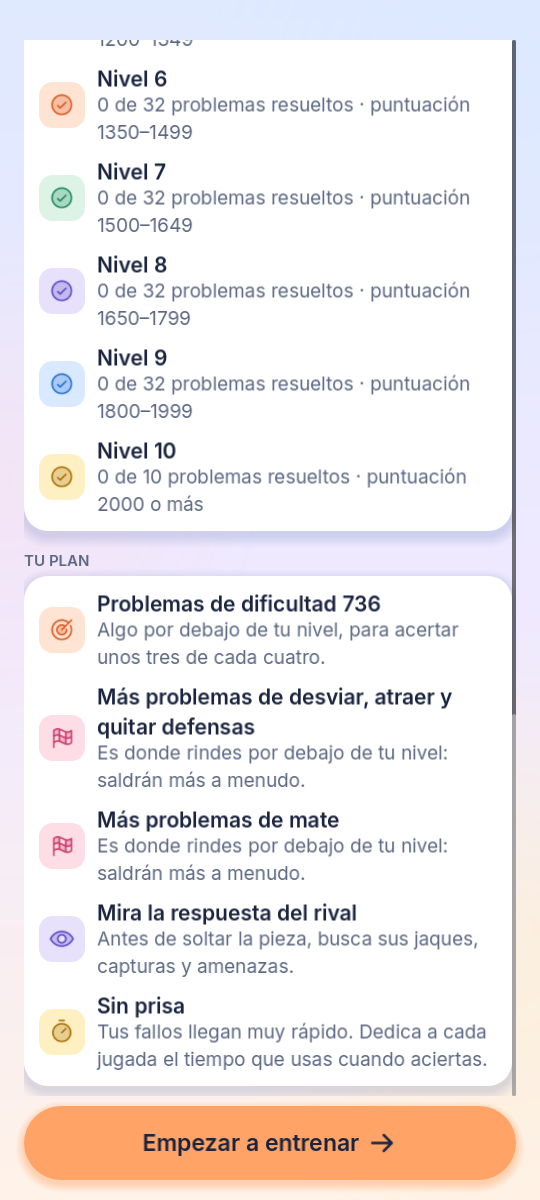 1200–1349
Nivel 6
0 de 32 problemas resueltos · puntuación
1350–1499
Nivel 7
0 de 32 problemas resueltos · puntuación
1500–1649
Nivel 8
0 de 32 problemas resueltos · puntuación
1650–1799
Nivel 9
0 de 32 problemas resueltos · puntuación
1800–1999
Nivel 10
0 de 10 problemas resueltos · puntuación
2000 o más
TU PLAN
Problemas de dificultad 736
Algo por debajo de tu nivel, para acertar
unos tres de cada cuatro.
Más problemas de desviar, atraer y
quitar defensas
Es donde rindes por debajo de tu nivel:
saldrán más a menudo.
Más problemas de mate
Es donde rindes por debajo de tu nivel:
saldrán más a menudo.
Mira la respuesta del rival
Antes de soltar la pieza, busca sus jaques,
capturas y amenazas.
Sin prisa
Tus fallos llegan muy rápido. Dedica a cada
jugada el tiempo que usas cuando aciertas.
Empezar a entrenar →